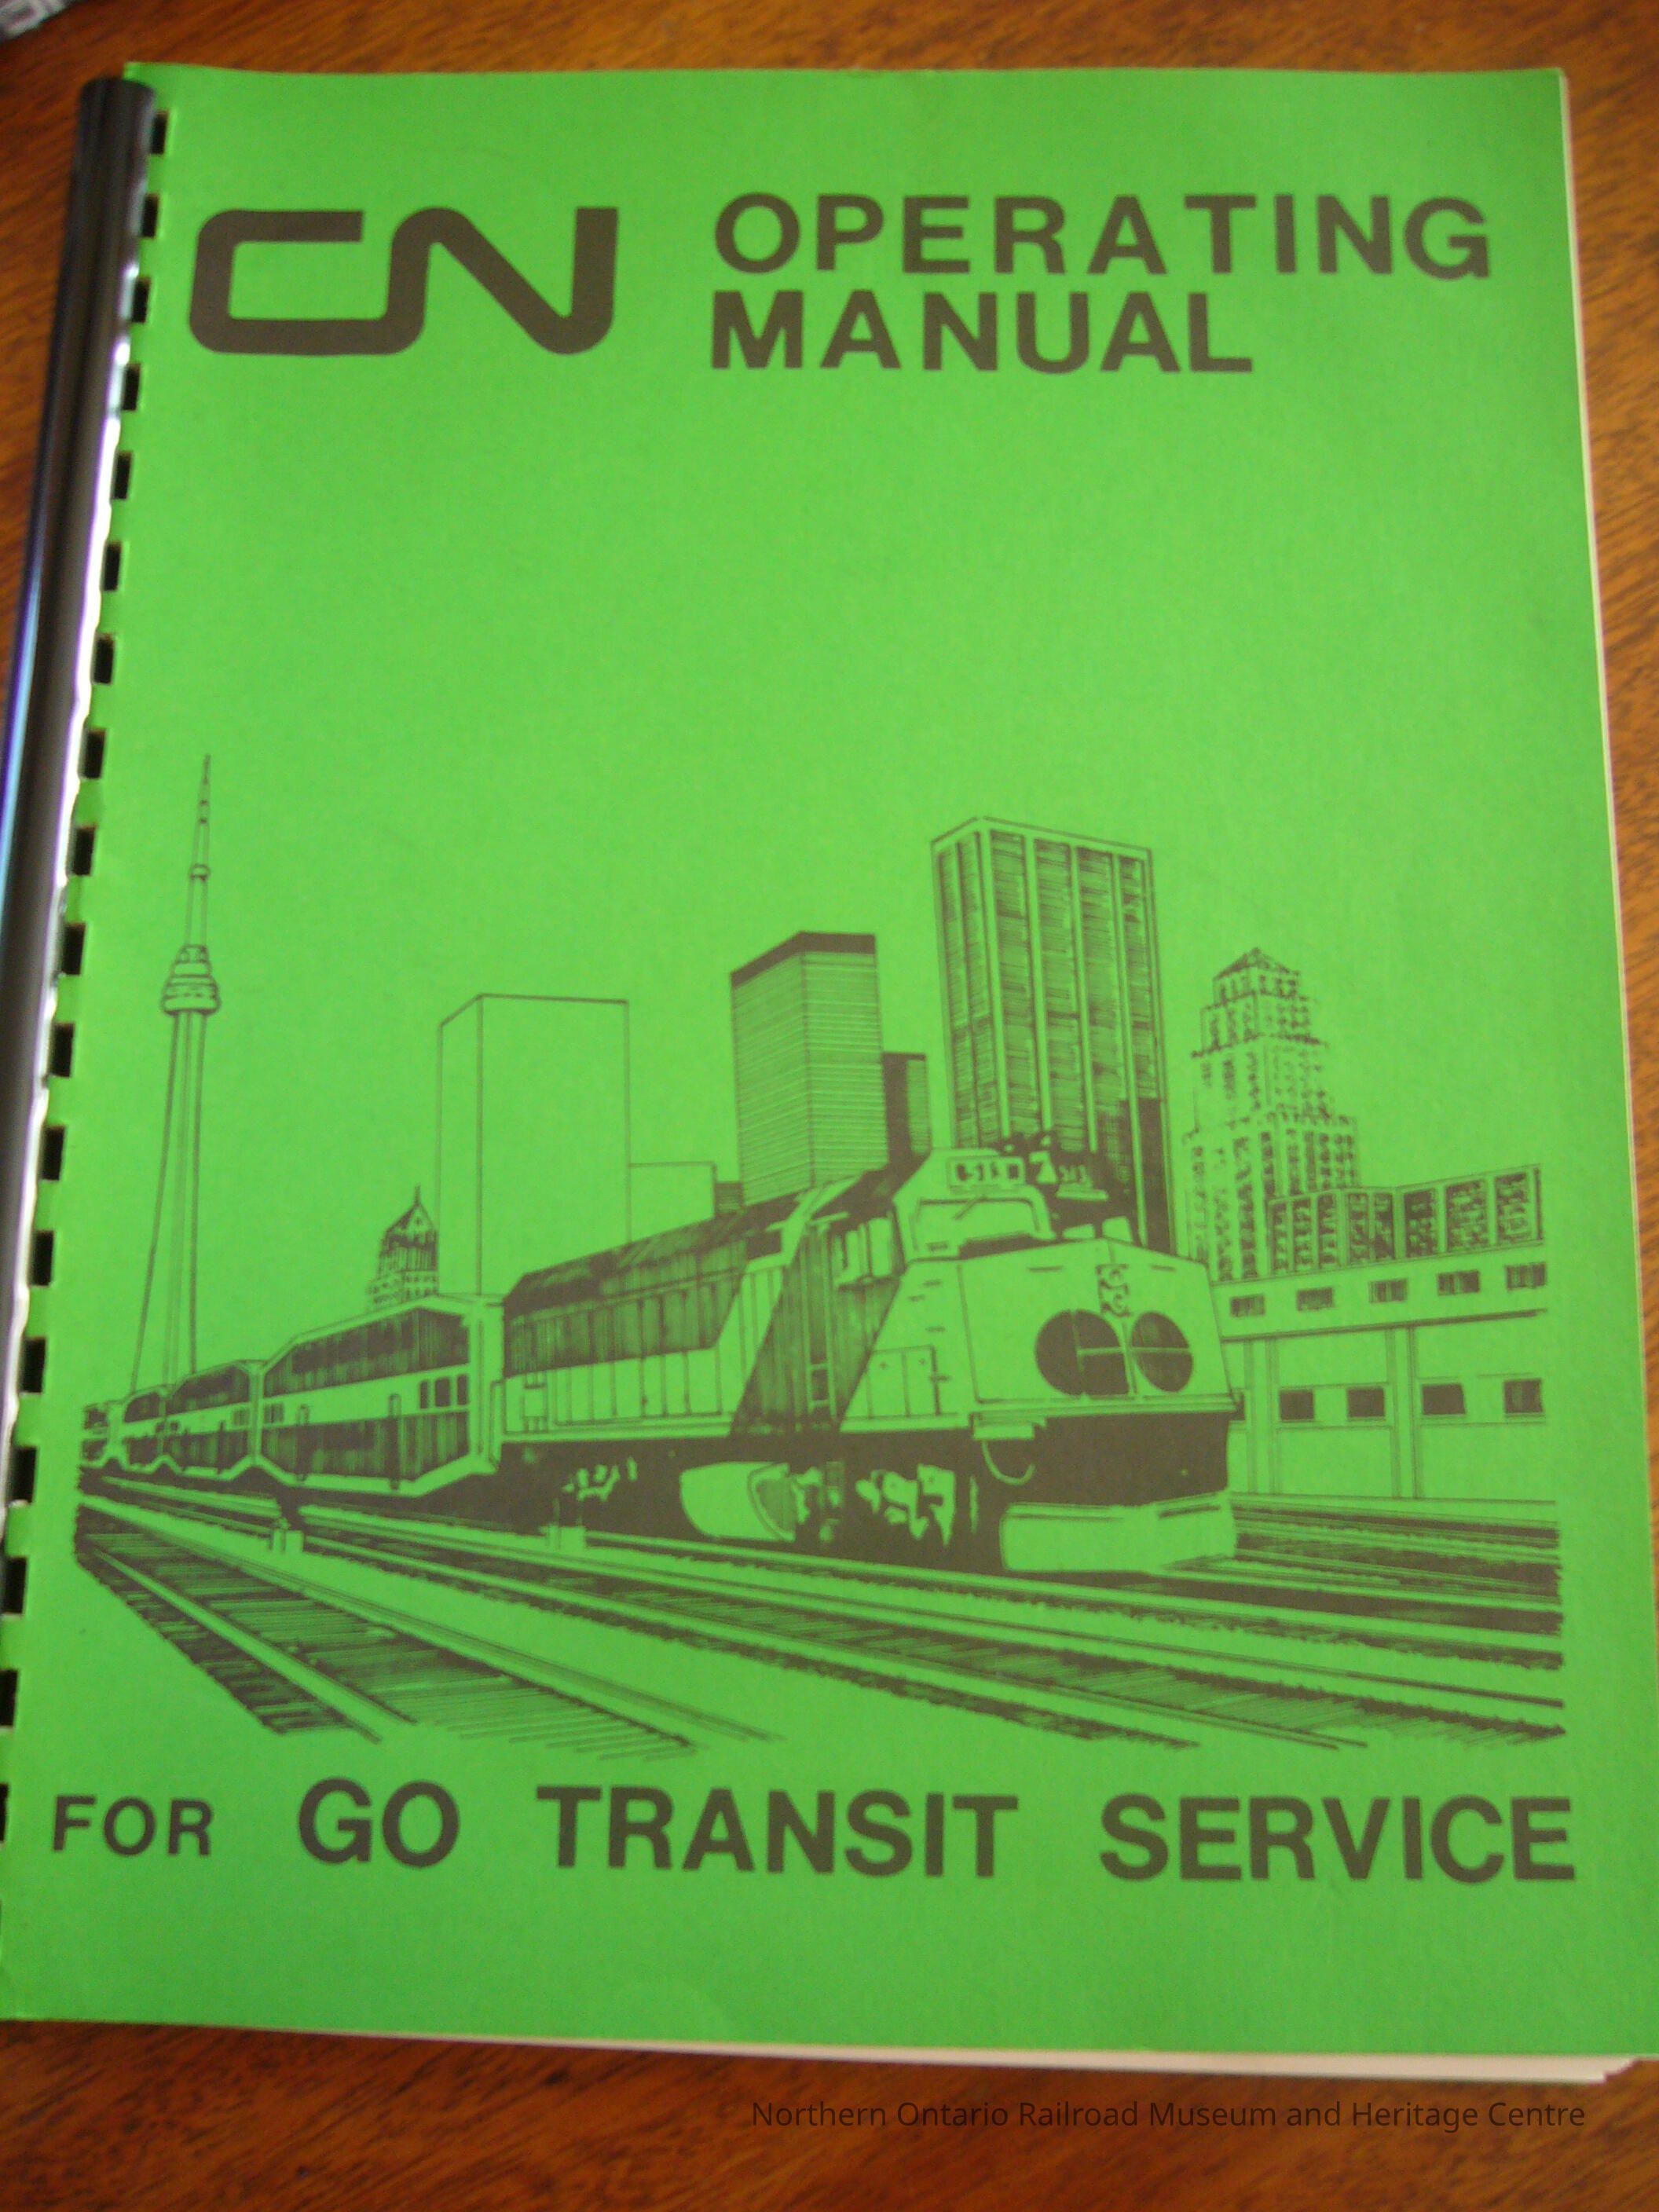 CN OPERATING
MANUAL
FOR GO TRANSIT SERVICE
Northern Ontario Railroad Museum and Heritage Centre